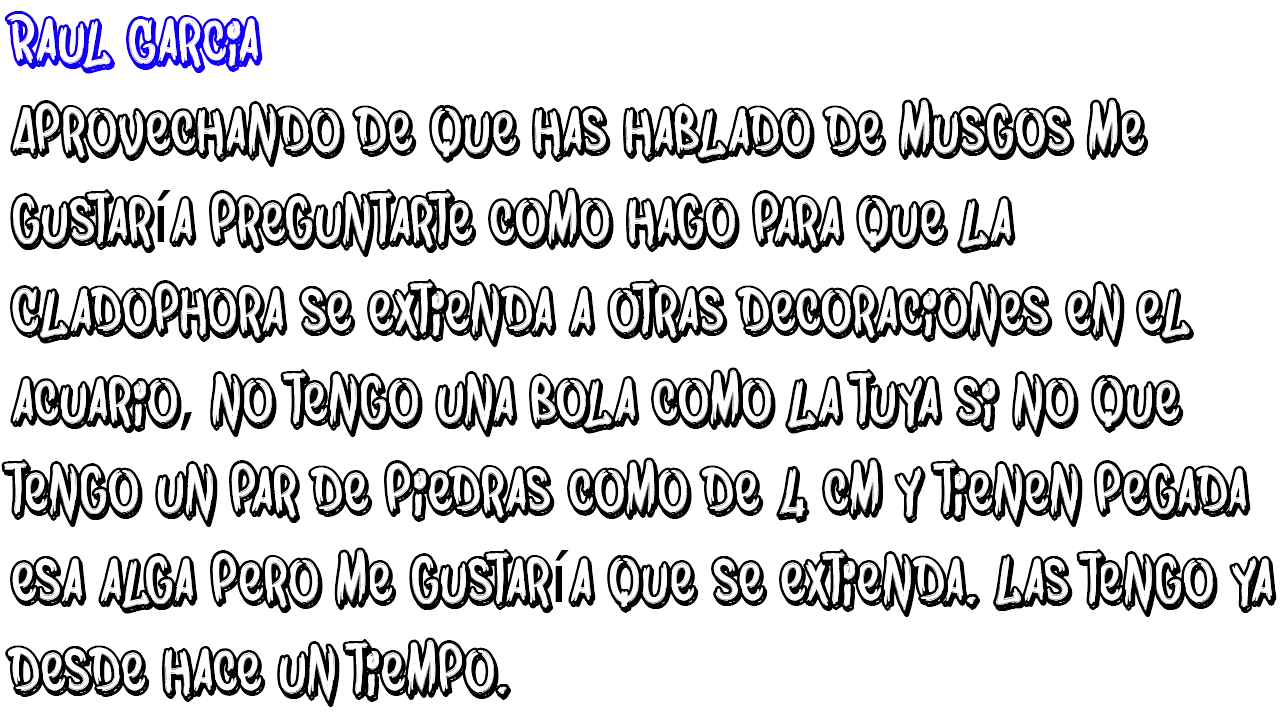 RAUL GARCIA
APROVECHANDO DE QUE HAS HABLADO DE MUSGOS ME
GUSTARÍA PREGUNTARTE COMO HAGO PARA QUE LA
CLADOPHORA SE EXTIENDA A OTRAS DECORACIONES EN EL
ACUARIO, NO TENGO UNA BOLA COMO LA TUYA SI NO QUE
TENGO UN PAR DE PIEDRAS COMO DE 4 CM Y TIENEN PEGADA
ESA ALGA PERO ME GUSTARÍA QUE SE EXTIENDA. LAS TENGO YA
DESDE HACE UN TIEMPO.